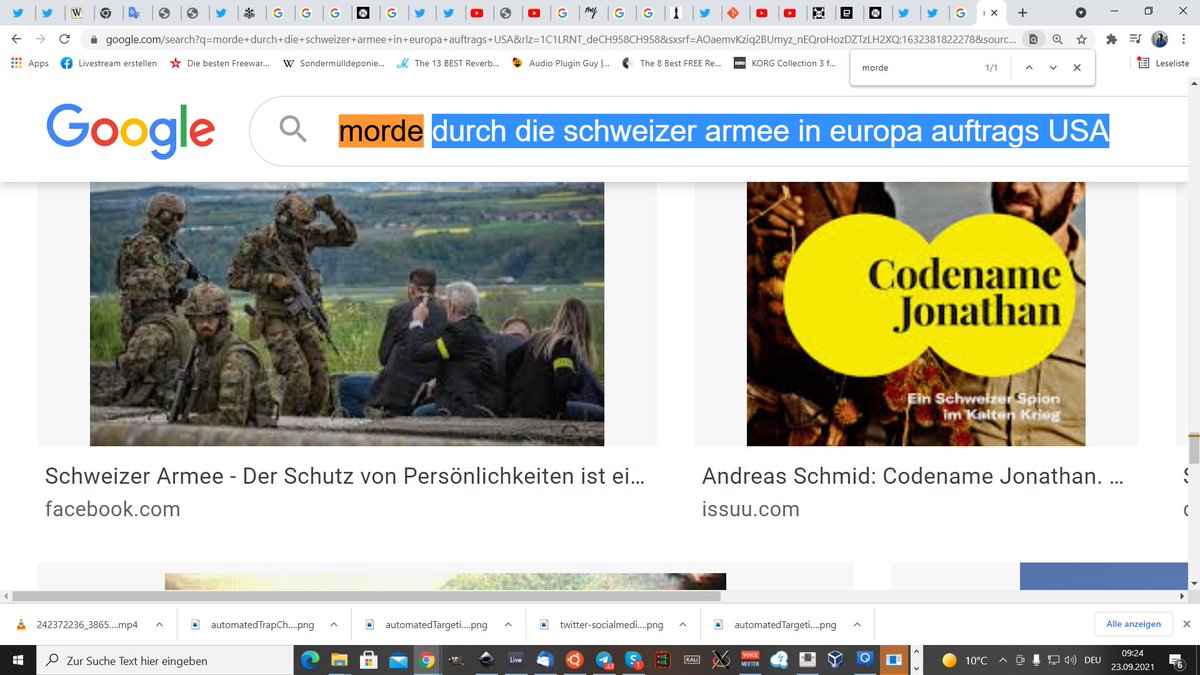 google.com/search?q=morde+durch+die+schweizer+armee+in+europa+auftrags+USA&rlz=1C1LRNT_deCH958CH958&sxsrf=AOaemvKziq2BUmyz_nEQroHozDZTzLH2XQ:1632381822278&sourc...
Apps
Livestream erstellen
Die besten Freewar...
Sondermülldeponie...
The 13 BEST Reverb...
Audio Plugin Guy |...
The 8 Best FREE Re...
KORG Collection 3 f...
morde
1/1
Leseliste
Google
morde durch die schweizer armee in europa auftrags USA
Codename
Jonathan
Ein Schweizer Spion
im Kalten Krieg
Schweizer Armee - Der Schutz von Persönlichkeiten ist ei...
facebook.com
Andreas Schmid: Codename Jonathan. ...
issuu.com
242372236_3865....mp4
automatedTrapCh....png
automatedTargeti....png
twitter-socialmedi....png
automatedTargeti....png
Alle anzeigen
Zur Suche Text hier eingeben
Live
KALI
VOICE
MEETER
10°C
DEU
09:24
23.09.2021